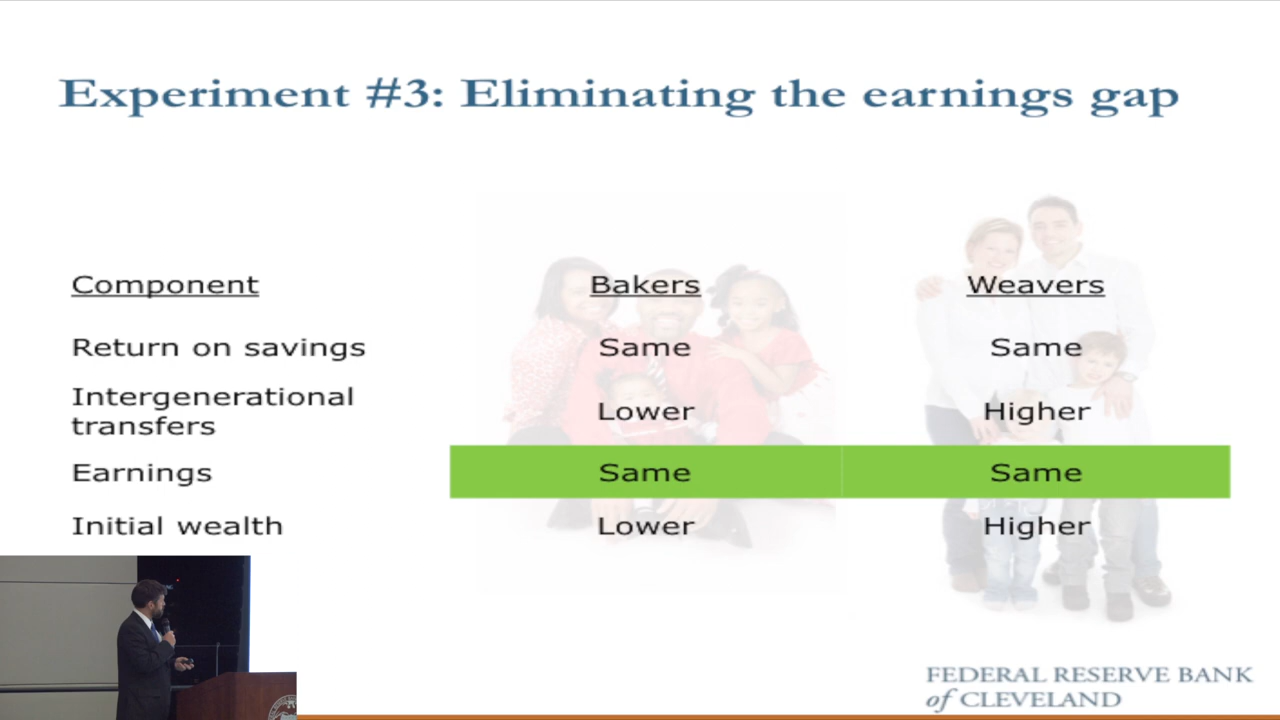 Experiment #3: Eliminating the earnings gap
Component Bakers Weavers
Return on savings Same Same
Intergenerational
transfers Lower Higher
Earnings Same Same
Initial wealth Lower Higher
FEDERAL RESERVE BANK
of CLEVELAND